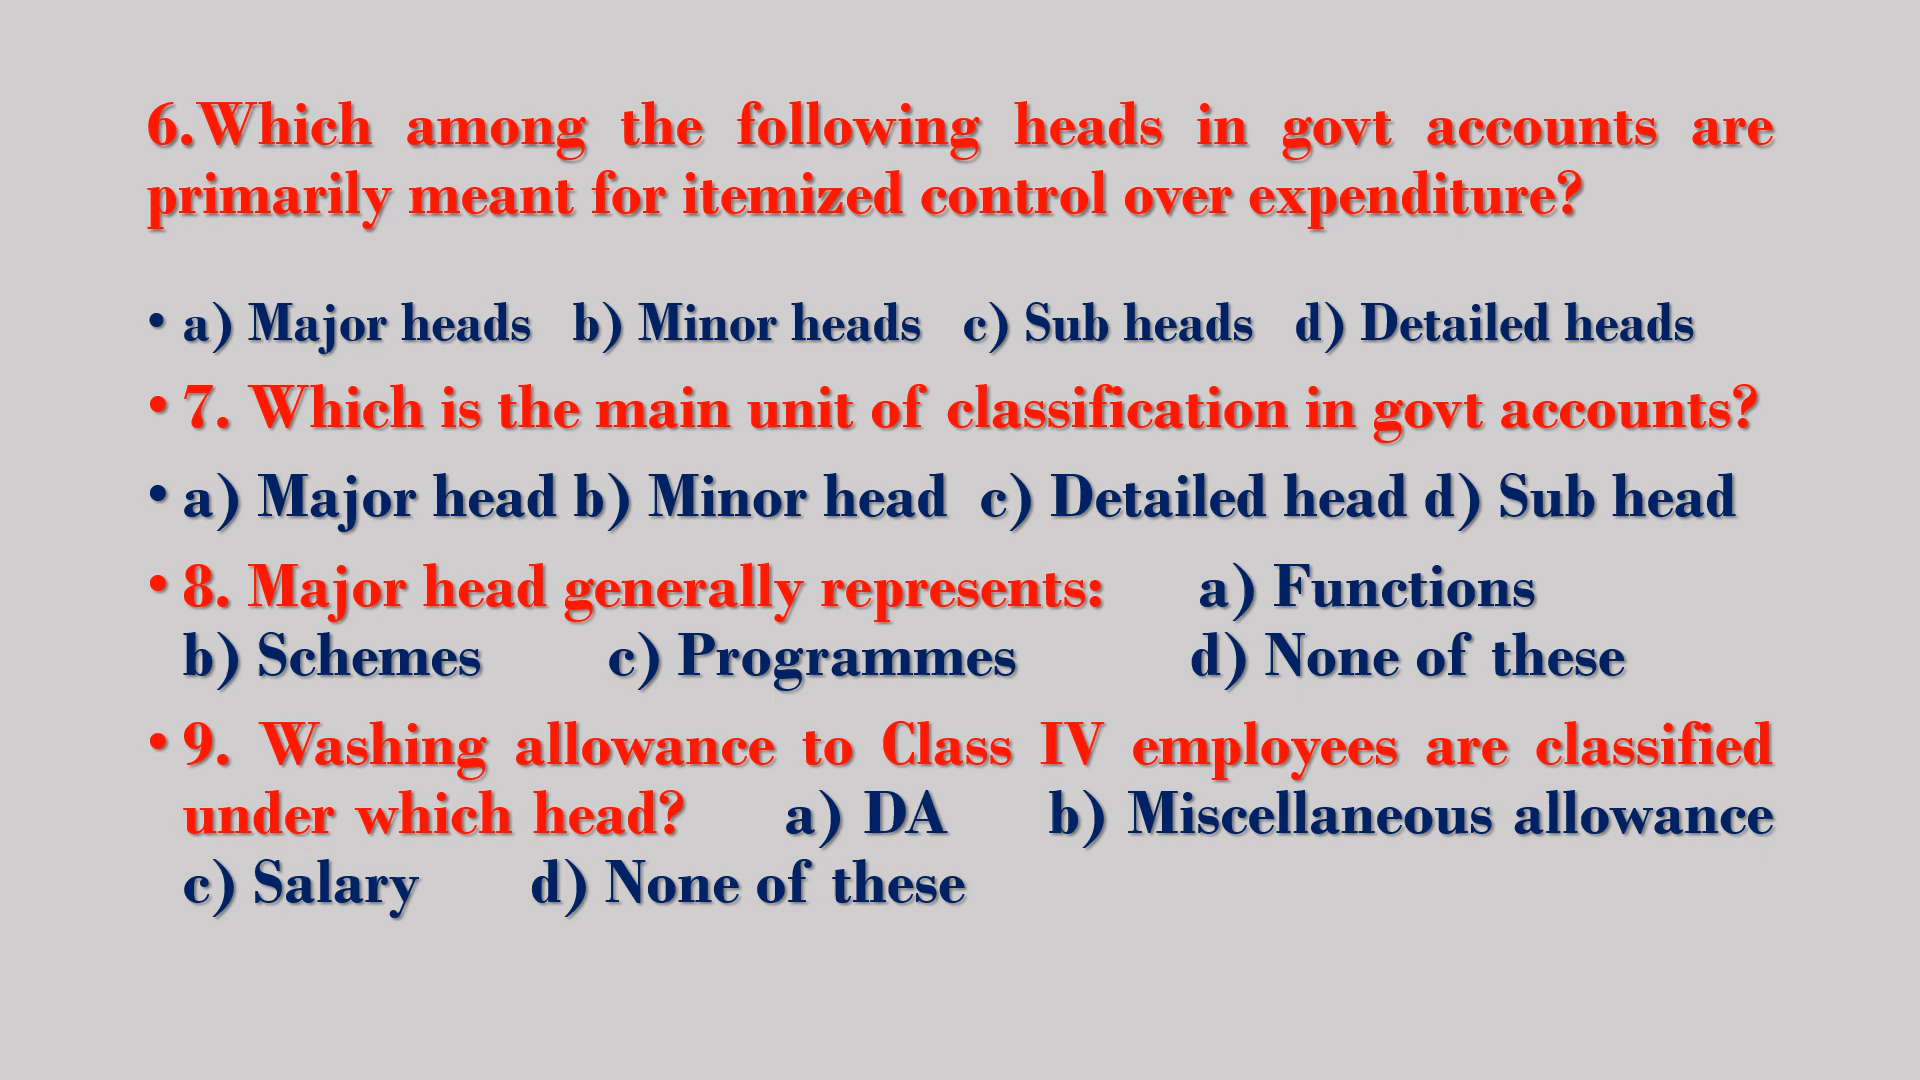 6.Which among the following heads in govt accounts are
primarily meant for itemized control over expenditure?
• a) Major heads b) Minor heads c) Sub heads d) Detailed heads
• 7. Which is the main unit of classification in govt accounts?
• a) Major head b) Minor head c) Detailed head d) Sub head
• 8. Major head generally represents: a) Functions
b) Schemes c) Programmes d) None of these
• 9. Washing allowance to Class IV employees are classified
under which head? a) DA b) Miscellaneous allowance
c) Salary d) None of these